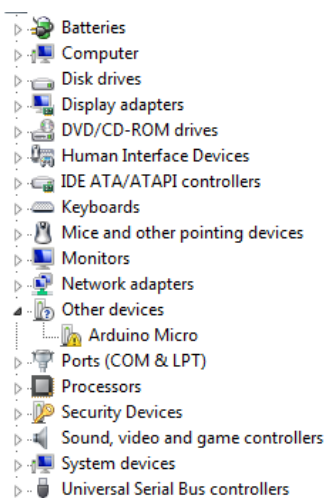 Batteries
Computer
Disk drives
Display adapters
DVD/CD-ROM drives
Human Interface Devices
IDE ATA/ATAPI controllers
Keyboards
Mice and other pointing devices
Monitors
Network adapters
Other devices
Arduino Micro
Ports (COM & LPT)
Processors
Security Devices
Sound, video and game controllers
System devices
Universal Serial Bus controllers